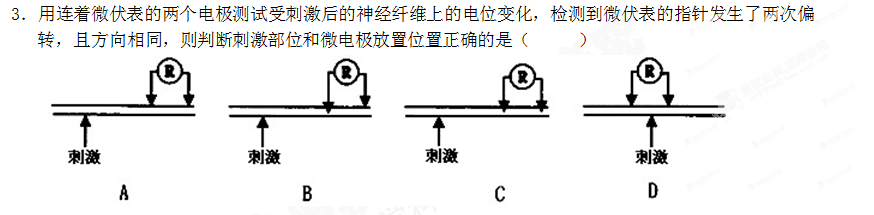 3．用连着微伏表的两个电极测试受刺激后的神经纤维上的电位变化，检测到微伏表的指针发生了两次偏
转，且方向相同，则判断刺激部位和微电极放置位置正确的是（　　　）
R R R R
刺激 刺激 刺激 刺激
A B C D